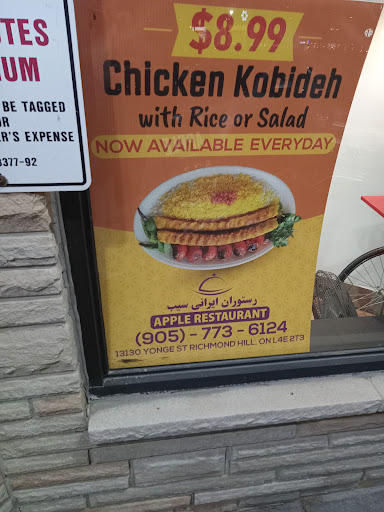 TES
UM
BE TAGGED
R
R'S EXPENSE
377-92
$8.99
Chicken Kobideh
with Rice or Salad
NOW AVAILABLE EVERYDAY
رستوران ایرانی سیب
APPLE RESTAURANT
(905) - 773 - 6124
13130 YONGE ST RICHMOND HILL, ON L4E 2T3